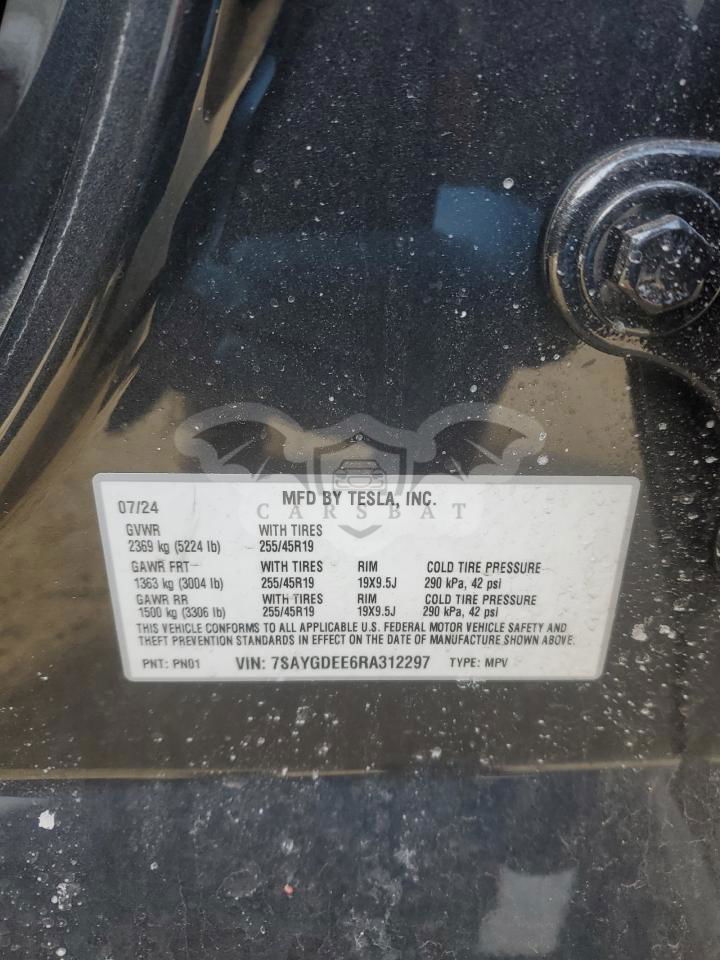 MFD BY TESLA, INC.
07/24
CARSBAT
GVWR WITH TIRES
2369 kg (5224 lb) 255/45R19
GAWR FRT WITH TIRES RIM COLD TIRE PRESSURE
1363 kg (3004 lb) 255/45R19 19X9.5J 290 kPa, 42 psi
GAWR RR WITH TIRES RIM COLD TIRE PRESSURE
1500 kg (3306 lb) 255/45R19 19X9.5J 290 kPa, 42 psi
THIS VEHICLE CONFORMS TO ALL APPLICABLE U.S. FEDERAL MOTOR VEHICLE SAFETY AND
THEFT PREVENTION STANDARDS IN EFFECT ON THE DATE OF MANUFACTURE SHOWN ABOVE.
PNT: PN01 VIN: 7SAYGDEE6RA312297 TYPE: MPV